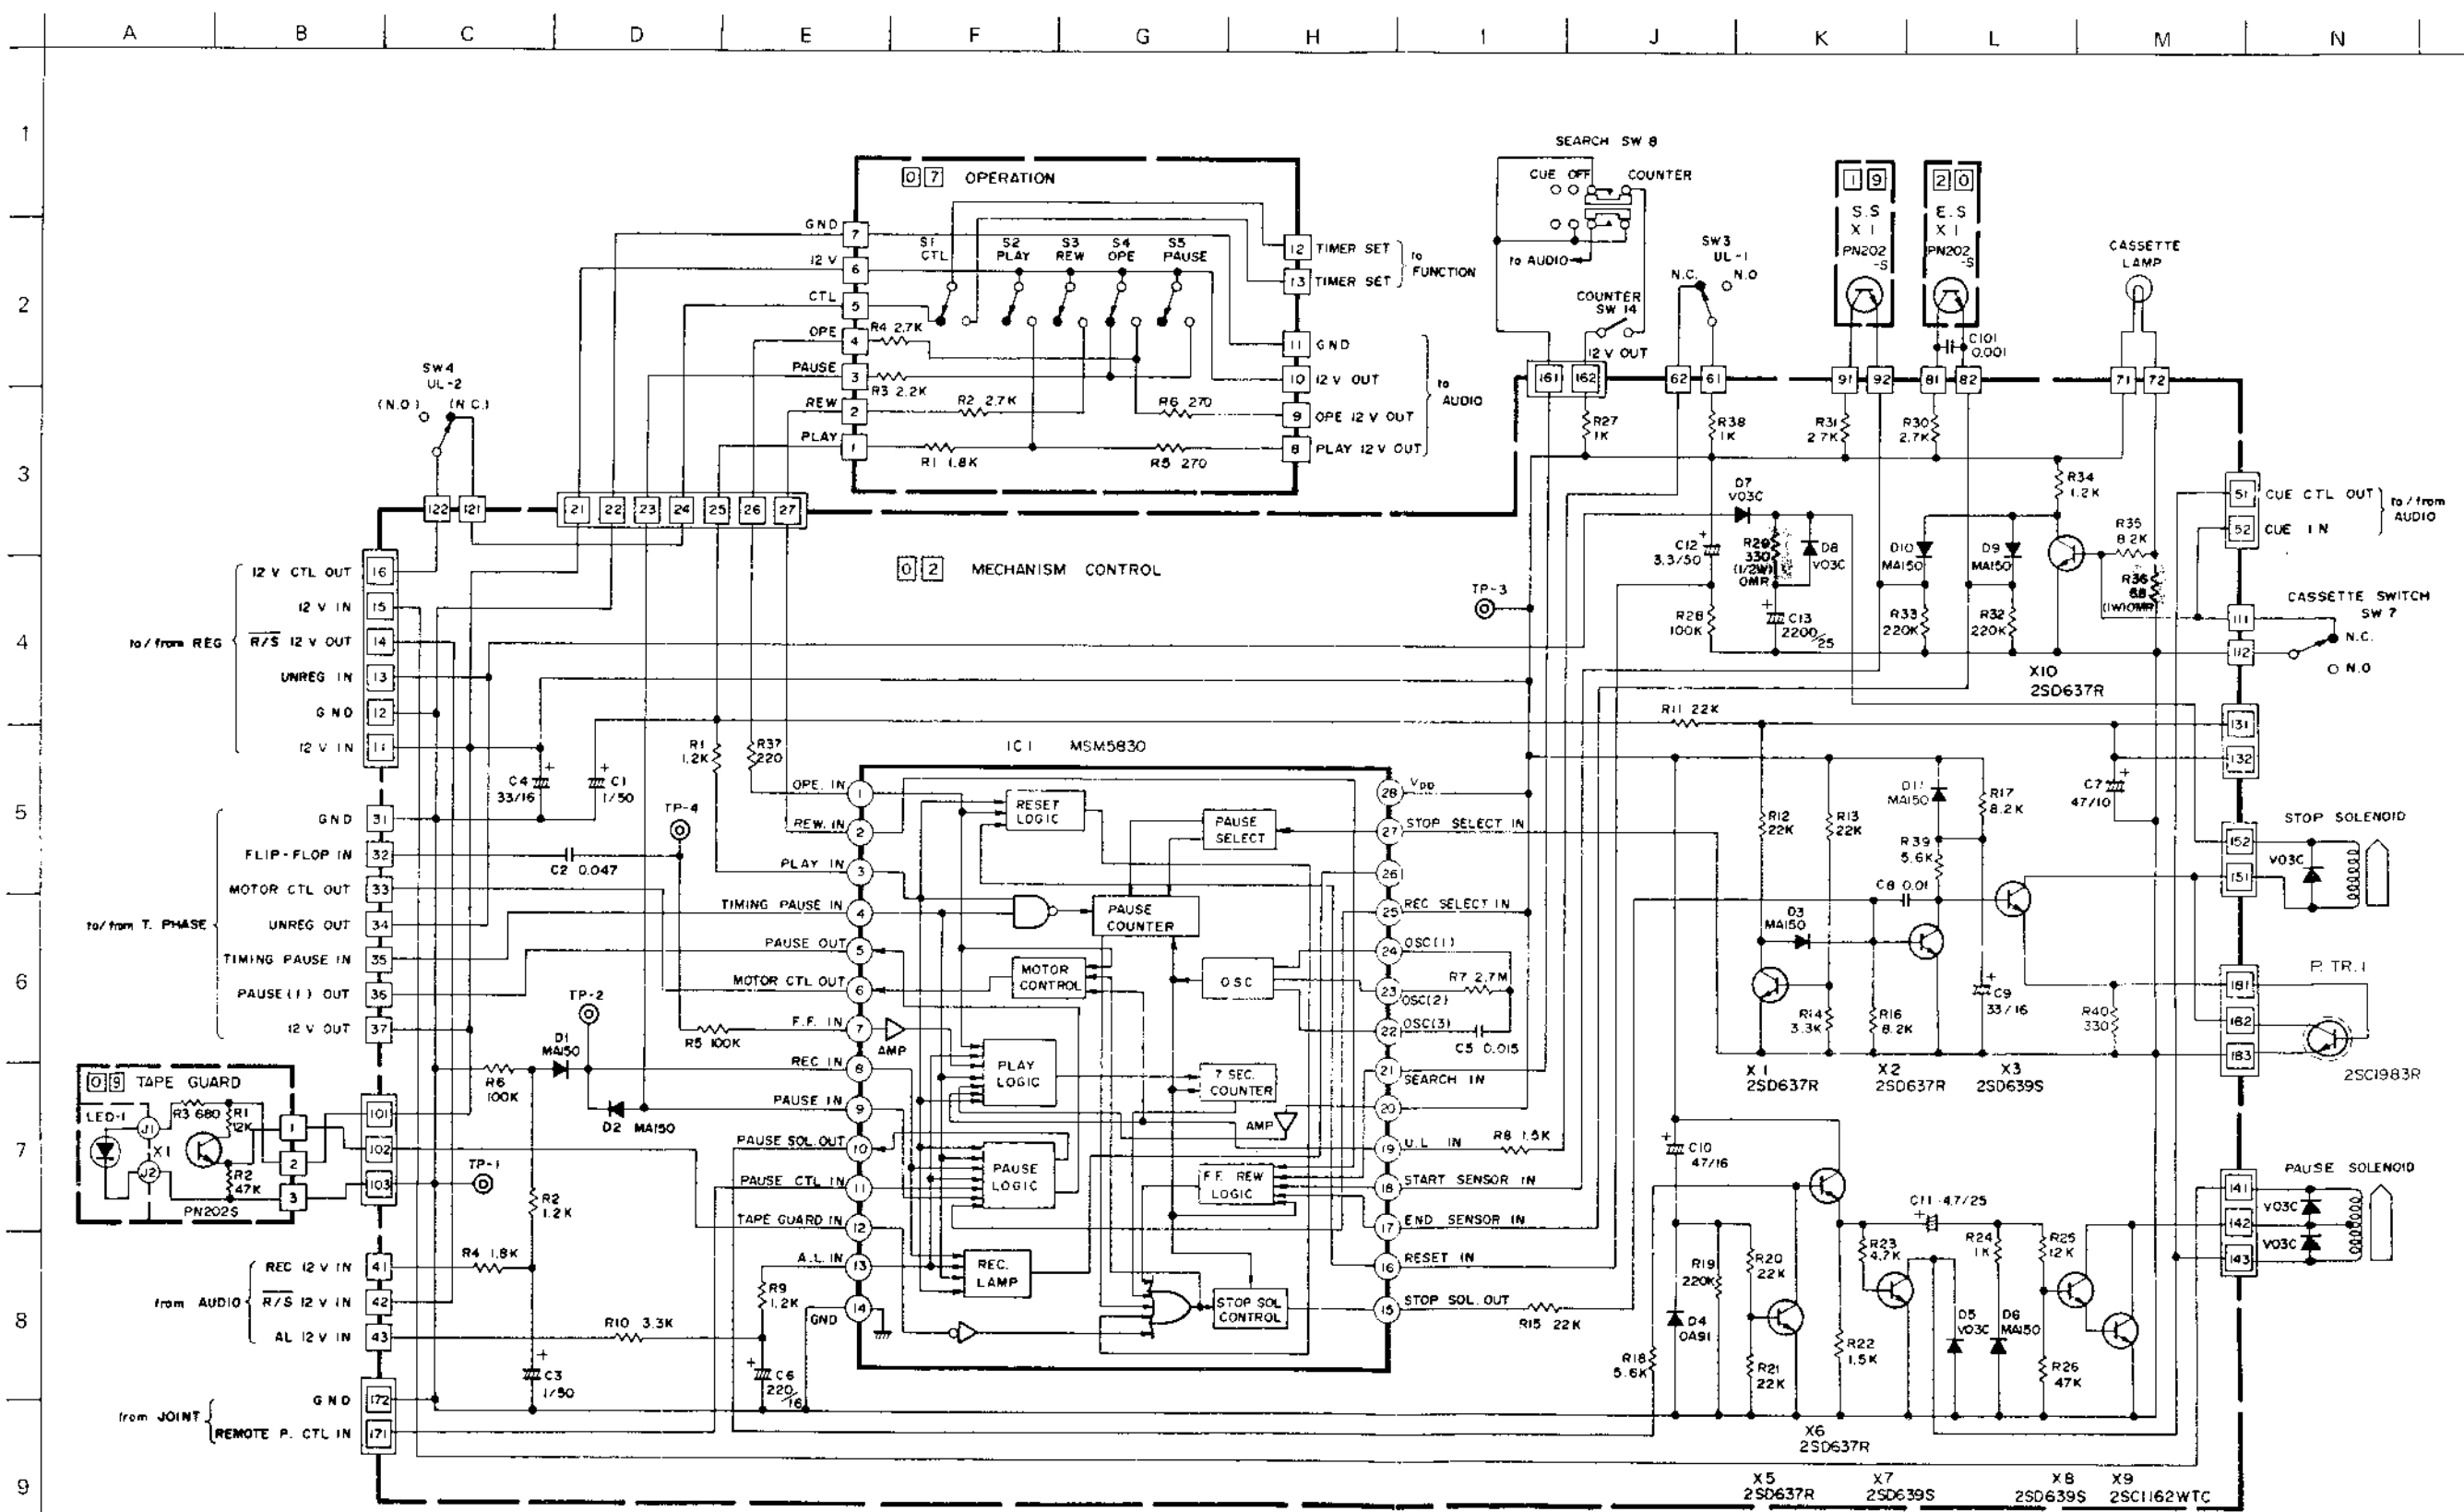 A B C D E F G H I J K L M N
1
2
3
4
5
6
7
8
9
07 OPERATION
GND 7
12 V 6
CTL 5
OPE 4
PAUSE 3
REW 2
PLAY 1
S1 CTL
S2 PLAY
S3 REW
S4 OPE
S5 PAUSE
R4 2.7K
R3 2.2K
R2 2.7K
R6 270
R1 1.8K
R5 270
12 TIMER SET
13 TIMER SET
to FUNCTION
11 GND
10 12 V OUT
9 OPE 12 V OUT
8 PLAY 12 V OUT
to AUDIO
SEARCH SW 8
CUE OFF COUNTER
to AUDIO
COUNTER SW 14
12 V OUT
SW3 UL-1
N.C. N.O
19
S.S X1
PN202-S
20
E.S X1
PN202-S
C101 0.001
CASSETTE LAMP
161 162 62 61 91 92 81 82 71 72
SW4 UL-2
(N.O) (N.C.)
122 121 21 22 23 24 25 26 27
02 MECHANISM CONTROL
R27 1K
R38 1K
R31 2.7K
R30 2.7K
R34 1.2K
R35 8.2K
D7 V03C
C12 3.3/50
R29 330 (1/2W) OMR
D8 V03C
D10 MA150
D9 MA150
R36 68 (1W)OMR
R28 100K
C13 2200/25
R33 220K
R32 220K
X10 2SD637R
TP-3
51 CUE CTL OUT
52 CUE IN
to/from AUDIO
CASSETTE SWITCH SW 7
111
112
N.C.
N.O
to/from REG
12 V CTL OUT 16
12 V IN 15
R/S 12 V OUT 14
UNREG IN 13
GND 12
12 V IN 11
C4 33/16
C1 1/50
R1 1.2K
R37 220
R11 22K
131
132
to/from T. PHASE
GND 31
FLIP-FLOP IN 32
MOTOR CTL OUT 33
UNREG OUT 34
TIMING PAUSE IN 35
PAUSE(1) OUT 36
12 V OUT 37
TP-4
C2 0.047
TP-2
D1 MA150
R5 100K
R6 100K
D2 MA150
IC1 MSM5830
OPE. IN 1
REW. IN 2
PLAY IN 3
TIMING PAUSE IN 4
PAUSE OUT 5
MOTOR CTL OUT 6
F.F. IN 7
REC IN 8
PAUSE IN 9
PAUSE SOL. OUT 10
PAUSE CTL IN 11
TAPE GUARD IN 12
A.L. IN 13
GND 14
RESET LOGIC
PAUSE SELECT
PAUSE COUNTER
MOTOR CONTROL
OSC
AMP
PLAY LOGIC
7 SEC. COUNTER
AMP
PAUSE LOGIC
F.F. REW LOGIC
REC. LAMP
STOP SOL CONTROL
28 VDD
27 STOP SELECT IN
26
25 REC SELECT IN
24 OSC(1)
23 OSC(2)
22 OSC(3)
21 SEARCH IN
20
19 U.L IN
18 START SENSOR IN
17 END SENSOR IN
16 RESET IN
15 STOP SOL. OUT
R7 2.7M
C5 0.015
R8 1.5K
R15 22K
R12 22K
R13 22K
D11 MA150
R17 8.2K
R39 5.6K
C7 47/10
C8 0.01
D3 MA150
R14 3.3K
R16 8.2K
C9 33/16
R40 330
X1 2SD637R
X2 2SD637R
X3 2SD639S
STOP SOLENOID
152
151
V03C
P. TR.1
181
182
183
2SC1983R
09 TAPE GUARD
LED-1
R3 680
R1 12K
J1
X1
J2
R2 47K
PN202S
1
2
3
101
102
103
TP-1
R2 1.2K
R4 1.8K
from AUDIO
REC 12 V IN 41
R/S 12 V IN 42
AL 12 V IN 43
R10 3.3K
R9 1.2K
C3 1/50
C6 220/16
from JOINT
GND 172
REMOTE P. CTL IN 171
C10 47/16
C11 4.7/25
R19 220K
R20 22K
R23 4.7K
R24 1K
R25 12K
D4 OA91
R18 5.6K
R21 22K
R22 1.5K
D5 V03C
D6 MA150
R26 47K
PAUSE SOLENOID
141
142
143
V03C
V03C
X6 2SD637R
X5 2SD637R
X7 2SD639S
X8 2SD639S
X9 2SC1162WTC